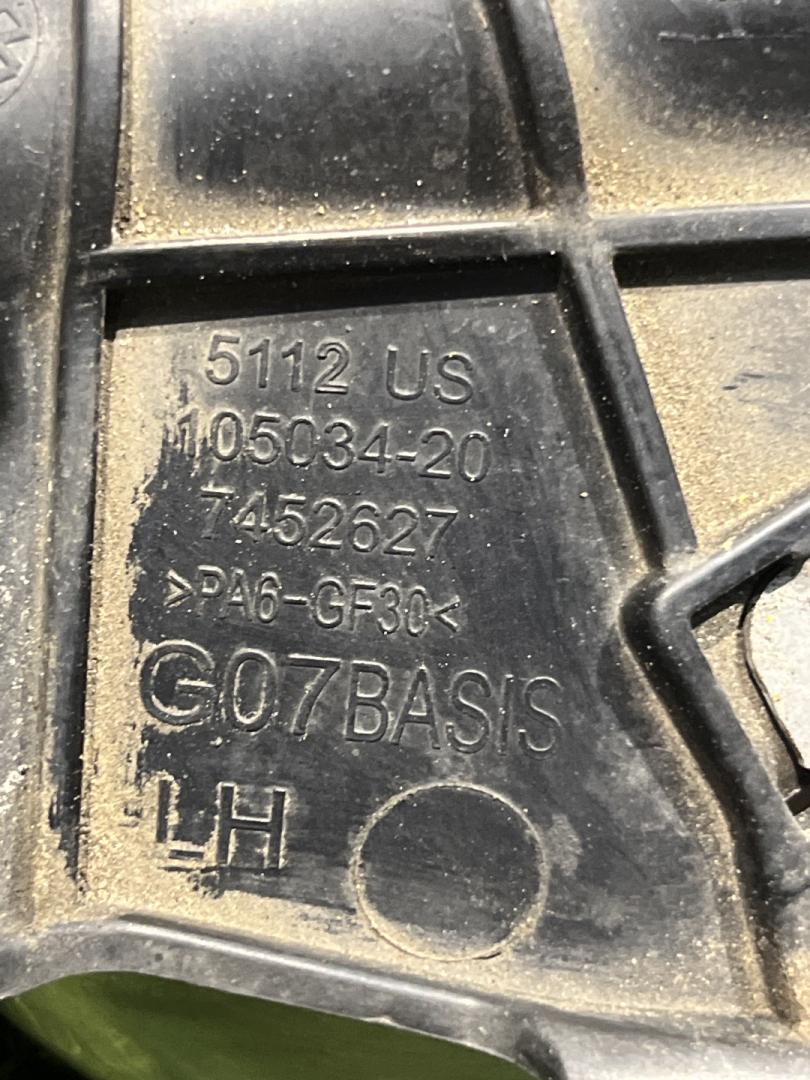 5112 US
105034-20
7452627
>PA6-GF30<
G07BASIS
LH